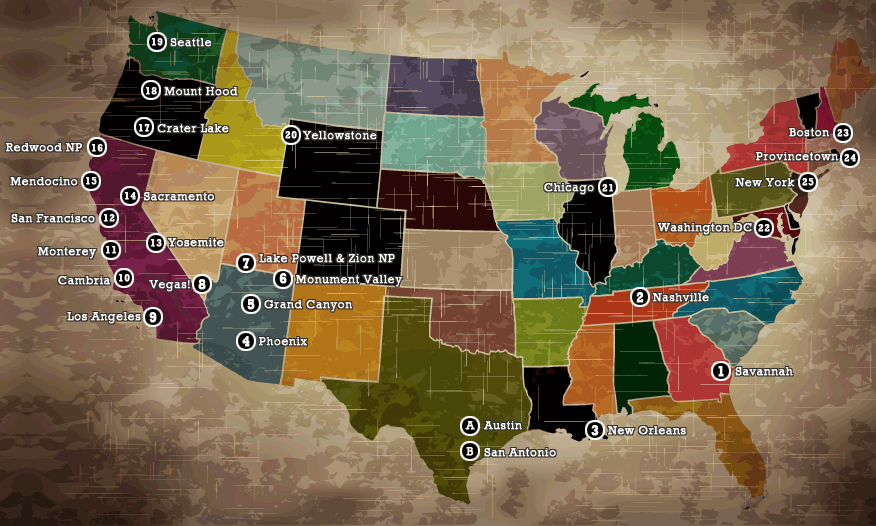 19 Seattle
18 Mount Hood
17 Crater Lake
20 Yellowstone
Redwood NP 16
Mendocino 15
14 Sacramento
San Francisco 12
13 Yosemite
Monterey 11
Cambria 10
Vegas! 8
Los Angeles 9
7 Lake Powell & Zion NP
6 Monument Valley
5 Grand Canyon
4 Phoenix
A Austin
B San Antonio
3 New Orleans
1 Savannah
2 Nashville
Chicago 21
Washington DC 22
New York 25
Provincetown 24
Boston 23